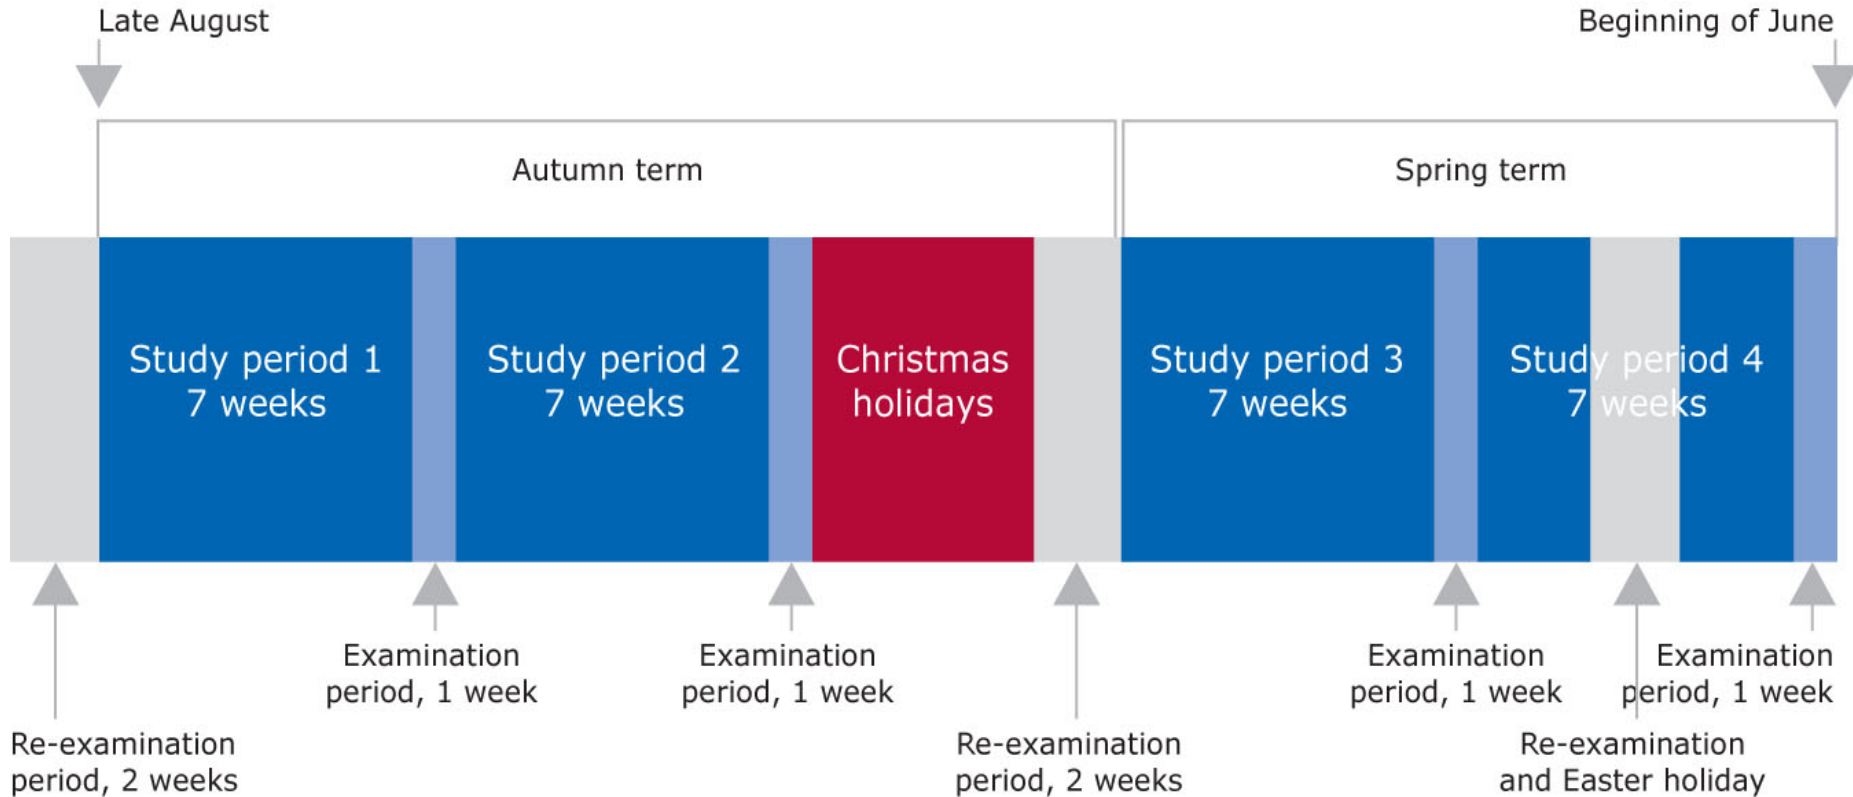 Late August
Beginning of June
Autumn term
Spring term
Study period 1
7 weeks
Study period 2
7 weeks
Christmas
holidays
Study period 3
7 weeks
Study period 4
7 weeks
Examination
period, 1 week
Examination
period, 1 week
Examination
period, 1 week
Examination
period, 1 week
Re-examination
period, 2 weeks
Re-examination
period, 2 weeks
Re-examination
and Easter holiday